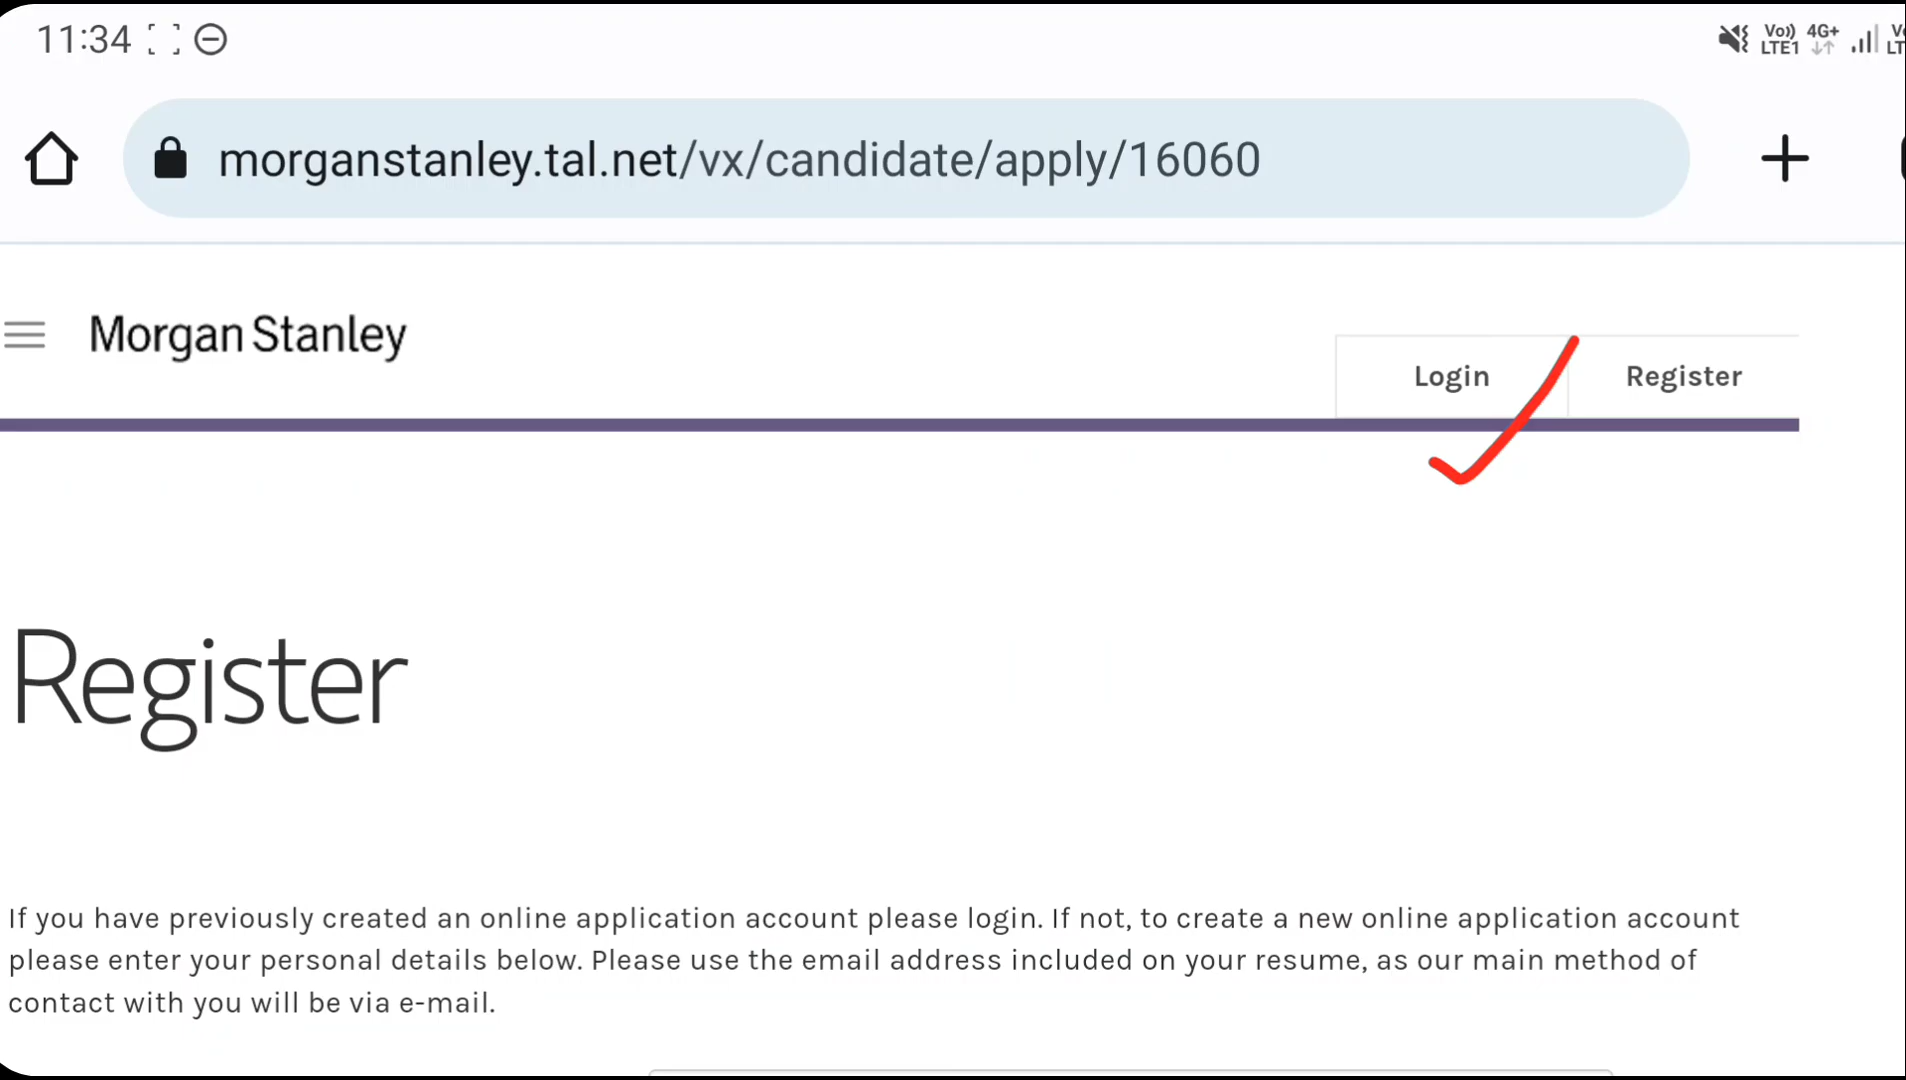 11:34
Vo)) 4G+
LTE1
morganstanley.tal.net/vx/candidate/apply/16060
Morgan Stanley
Login
Register
Register
If you have previously created an online application account please login. If not, to create a new online application account
please enter your personal details below. Please use the email address included on your resume, as our main method of
contact with you will be via e-mail.